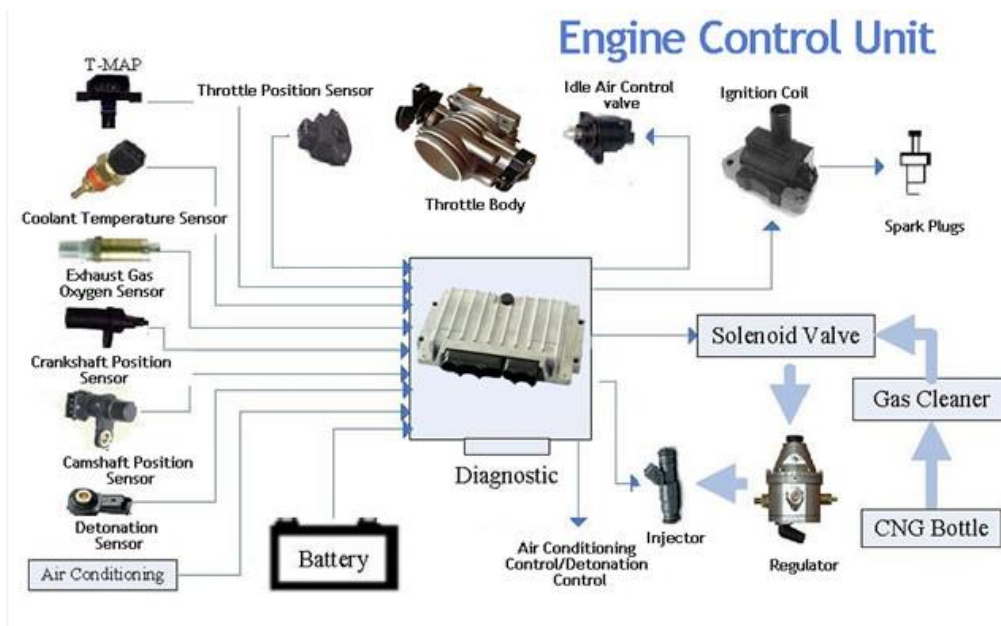 Engine Control Unit
T-MAP
Throttle Position Sensor
Idle Air Control
valve
Ignition Coil
Throttle Body
Spark Plugs
Coolant Temperature Sensor
Exhaust Gas
Oxygen Sensor
Crankshaft Position
Sensor
Solenoid Valve
Gas Cleaner
Camshaft Position
Sensor
Diagnostic
Detonation
Sensor
Battery
Injector
CNG Bottle
Air Conditioning
Air Conditioning
Control/Detonation
Control
Regulator